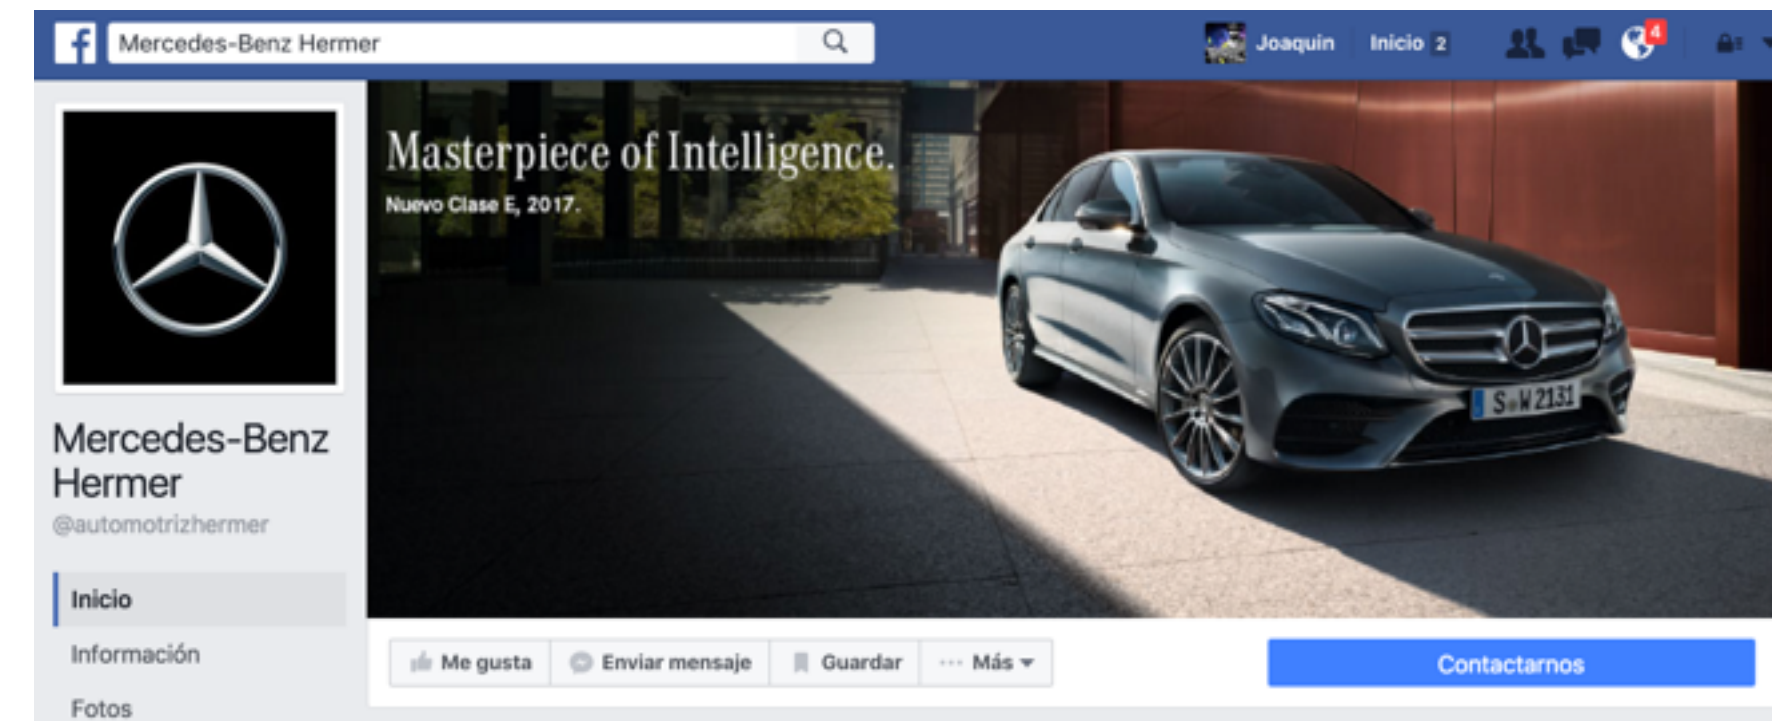 Mercedes-Benz Hermer
Joaquin Inicio 2
4
Masterpiece of Intelligence.
Nuevo Clase E, 2017.
S W 2131
Mercedes-Benz
Hermer
@automotrizhermer
Inicio
Información
Fotos
Me gusta Enviar mensaje Guardar ··· Más
Contactarnos